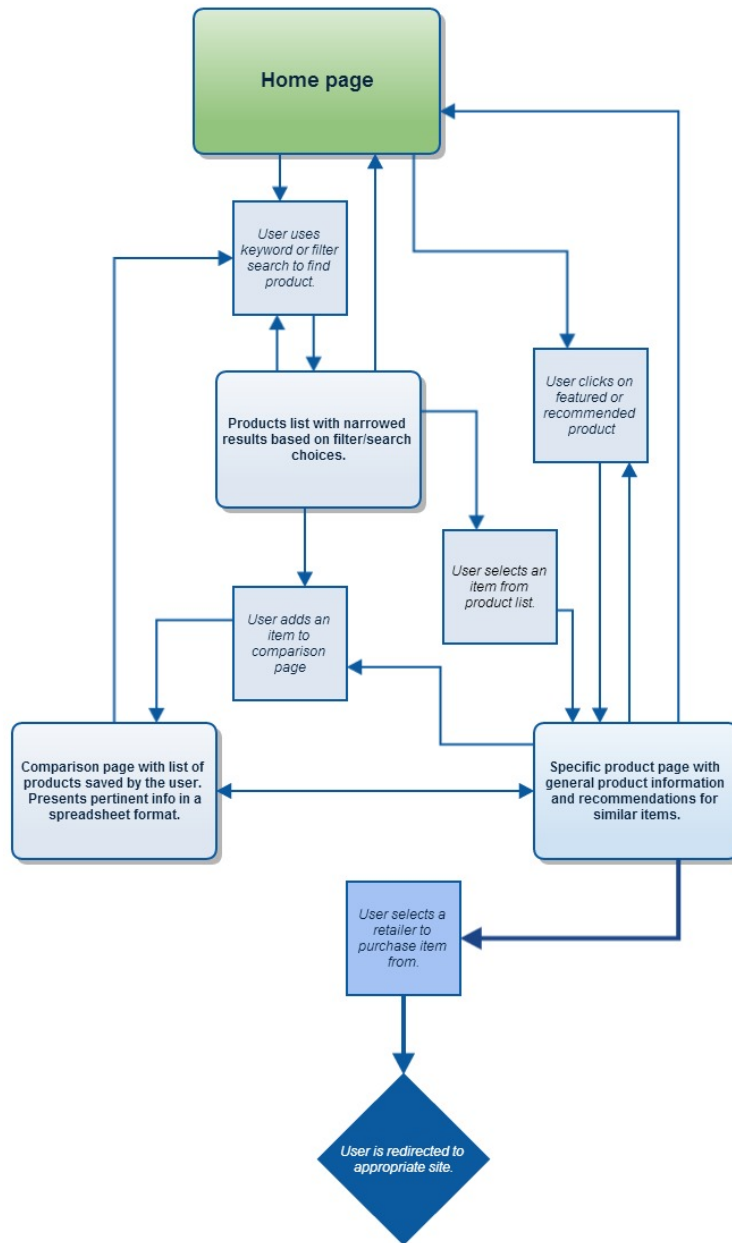 Home page
User uses
keyword or filter
search to find
product.
User clicks on
featured or
recommended
product
Products list with narrowed
results based on filter/search
choices.
User selects an
item from
product list.
User adds an
item to
comparison
page
Comparison page with list of
products saved by the user.
Presents pertinent info in a
spreadsheet format.
Specific product page with
general product information
and recommendations for
similar items.
User selects a
retailer to
purchase item
from.
User is redirected to
appropriate site.